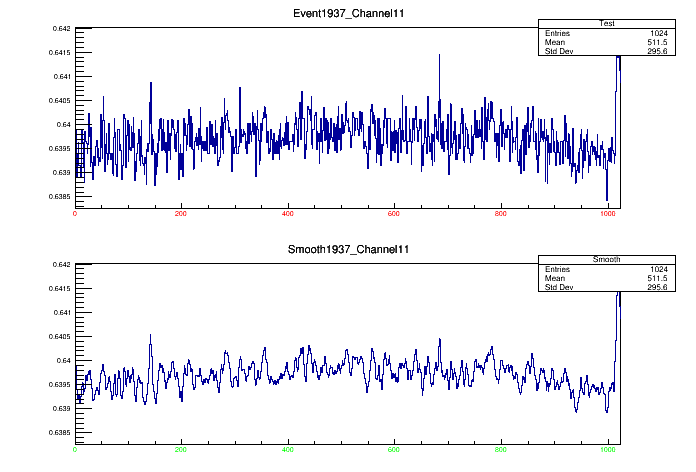 Event1937_Channel11
Test
Entries 1024
Mean 511.5
Std Dev 295.6
0.642
0.6415
0.641
0.6405
0.64
0.6395
0.639
0.6385
0 200 400 600 800 1000
Smooth1937_Channel11
Smooth
Entries 1024
Mean 511.5
Std Dev 295.6
0.642
0.6415
0.641
0.6405
0.64
0.6395
0.639
0.6385
0 200 400 600 800 1000